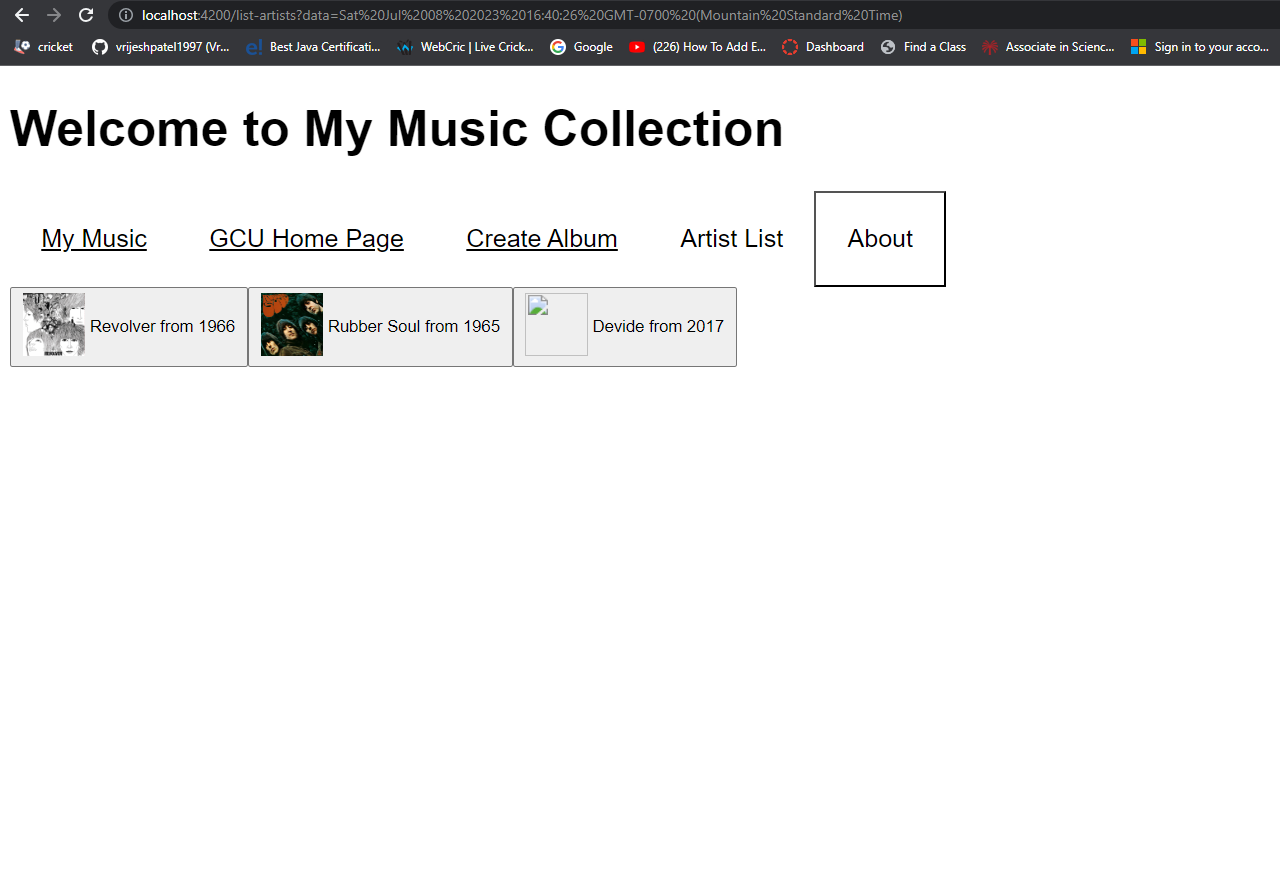 localhost:4200/list-artists?data=Sat%20Jul%2008%202023%2016:40:26%20GMT-0700%20(Mountain%20Standard%20Time)
cricket vrijeshpatel1997 (Vr... e! Best Java Certificati... WebCric | Live Crick... G Google (226) How To Add E... Dashboard Find a Class Associate in Scienc... Sign in to your acco...
Welcome to My Music Collection
My Music GCU Home Page Create Album Artist List About
Revolver from 1966 Rubber Soul from 1965 Devide from 2017